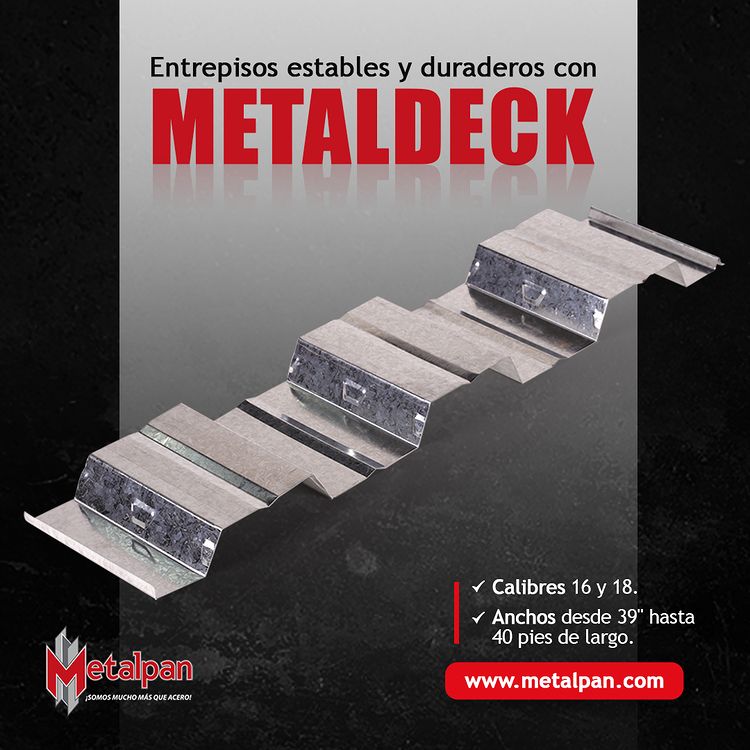 Entrepisos estables y duraderos con
METALDECK
Calibres 16 y 18.
Anchos desde 39" hasta
40 pies de largo.
Metalpan
¡SOMOS MUCHO MÁS QUE ACERO!
www.metalpan.com